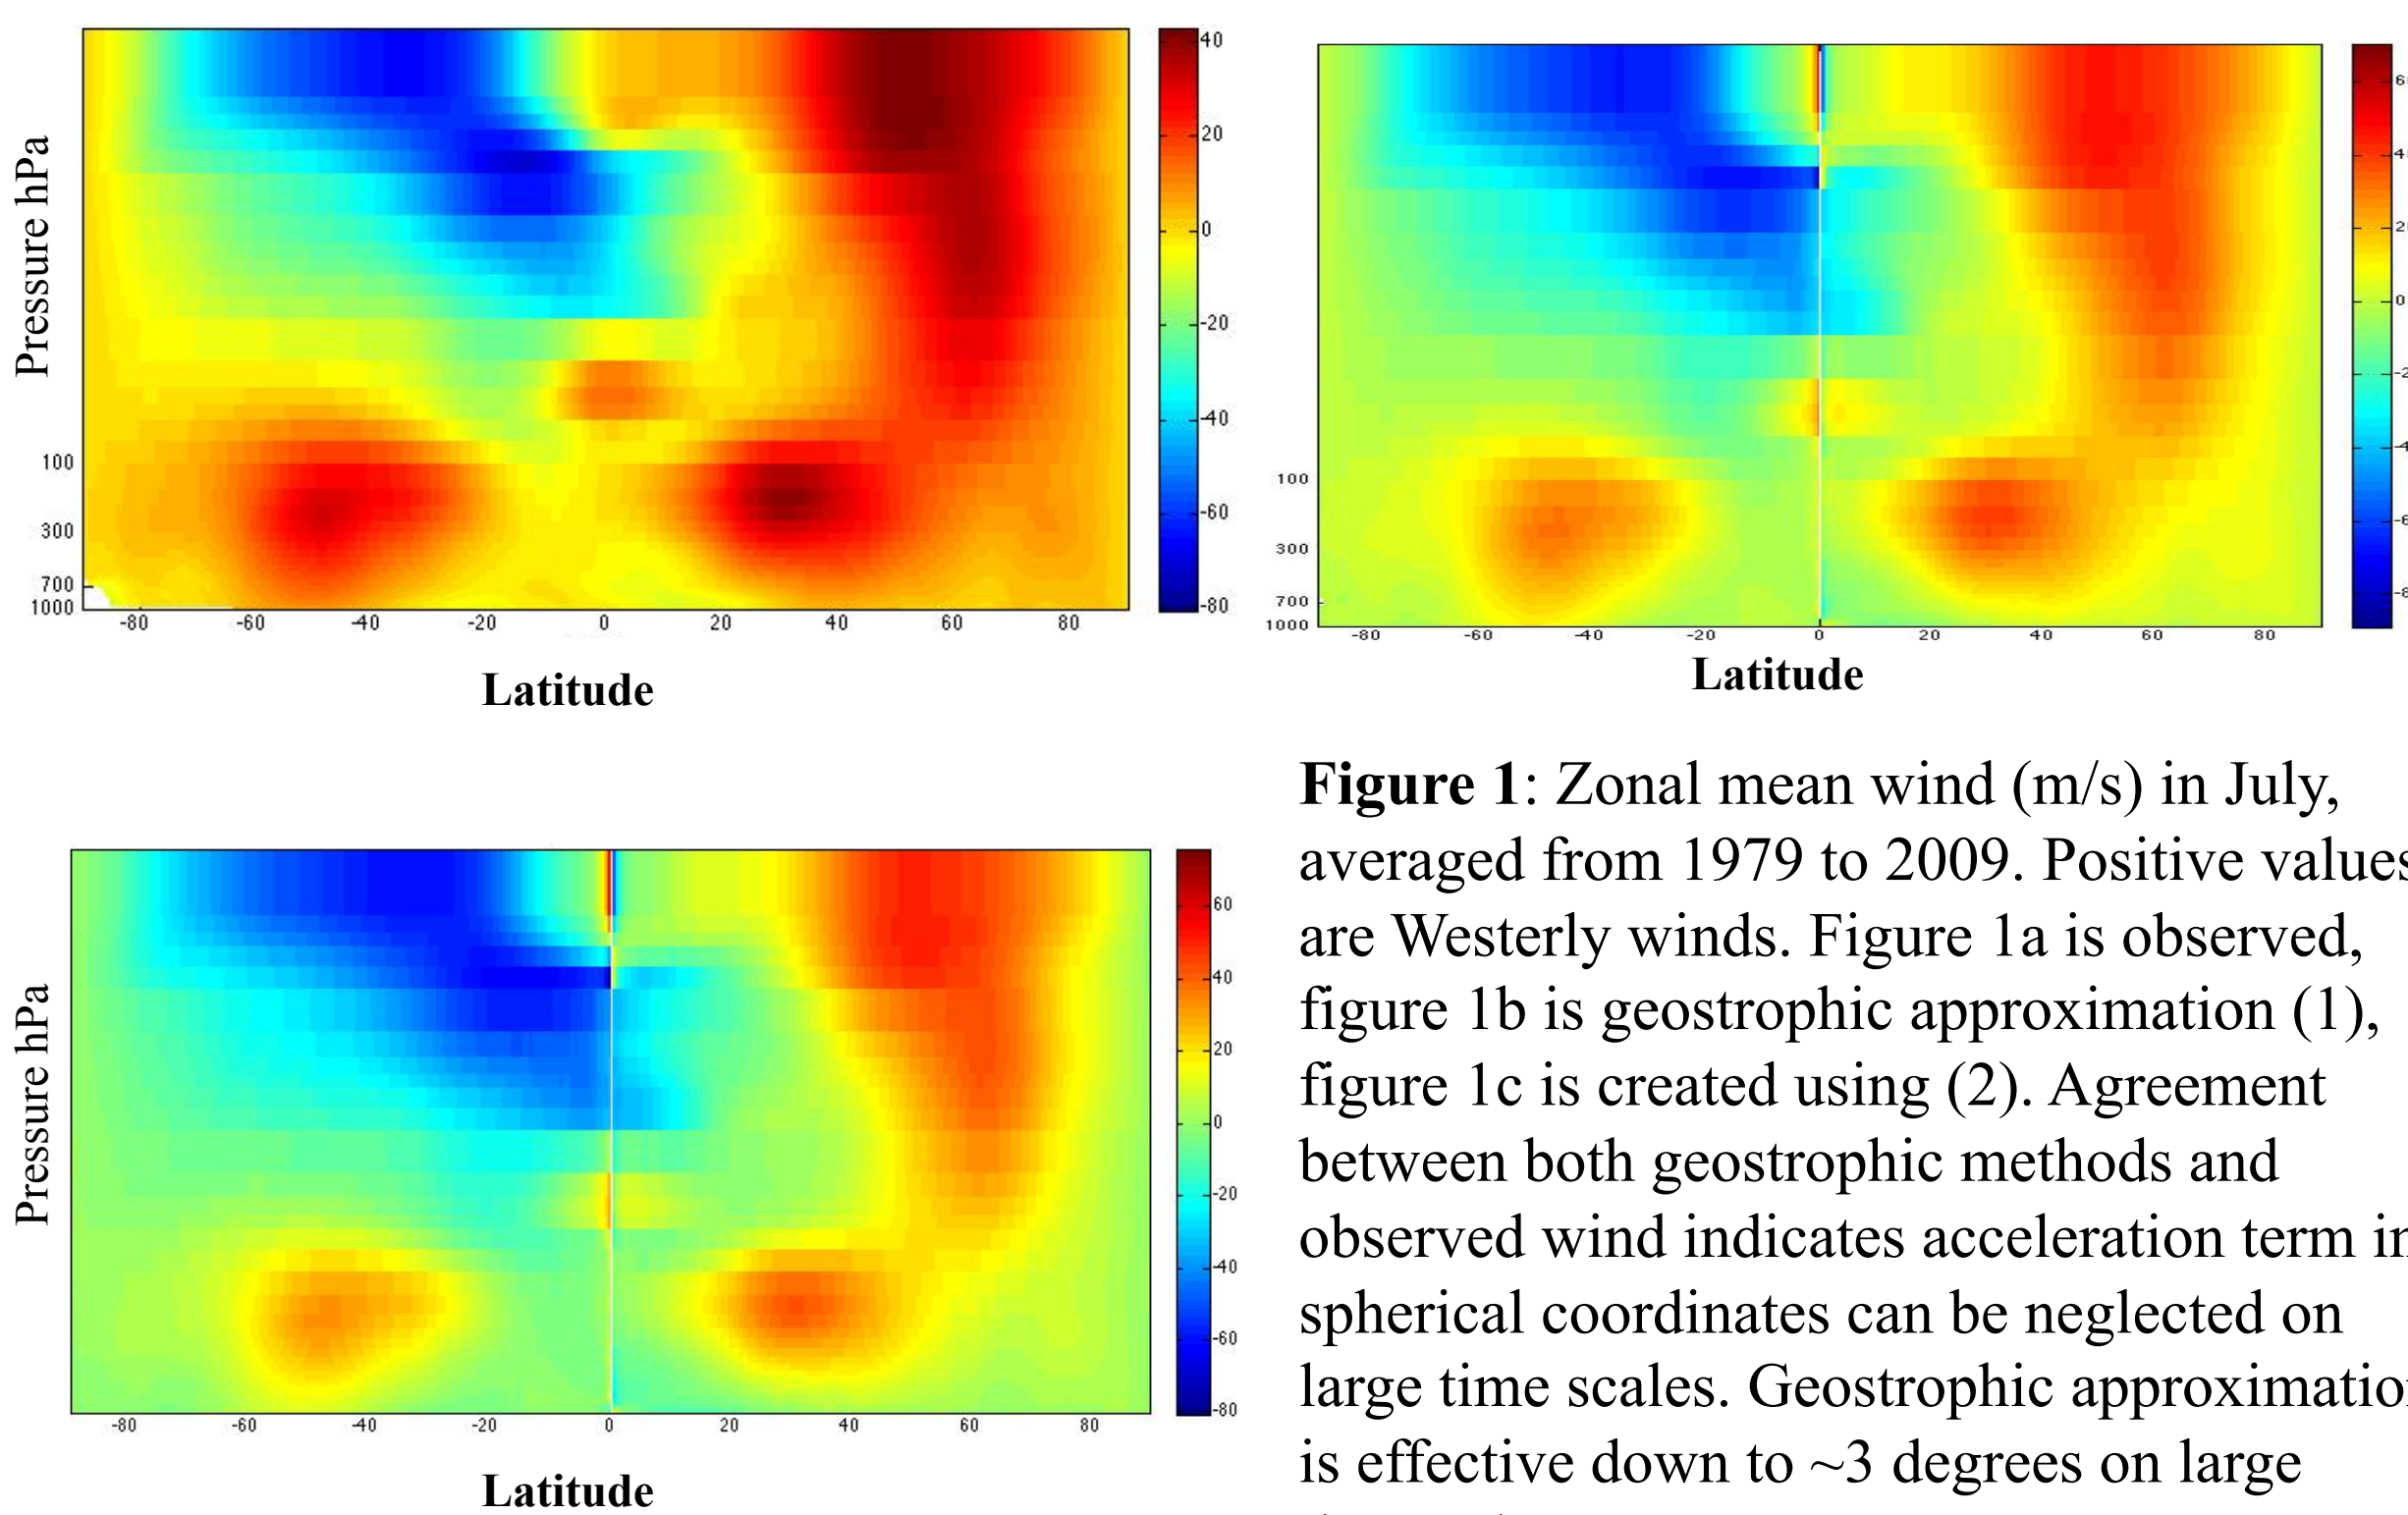 40
20
0
-20
-40
-60
-80
Pressure hPa
100
300
700
1000
-80 -60 -40 -20 0 20 40 60 80
Latitude
100
300
700
1000
-80 -60 -40 -20 0 20 40 60 80
Latitude
Figure 1: Zonal mean wind (m/s) in July,
averaged from 1979 to 2009. Positive values
are Westerly winds. Figure 1a is observed,
figure 1b is geostrophic approximation (1),
figure 1c is created using (2). Agreement
between both geostrophic methods and
observed wind indicates acceleration term in
spherical coordinates can be neglected on
large time scales. Geostrophic approximation
is effective down to ~3 degrees on large
60
40
20
0
-20
-40
-60
-80
Pressure hPa
-80 -60 -40 -20 0 20 40 60 80
Latitude